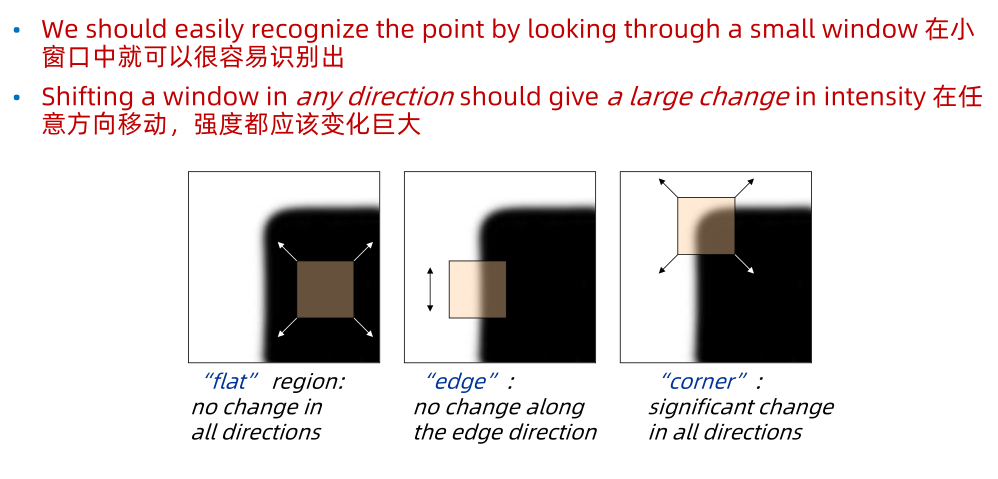 • We should easily recognize the point by looking through a small window 在小
窗口中就可以很容易识别出
• Shifting a window in any direction should give a large change in intensity 在任
意方向移动，强度都应该变化巨大
“flat” region:
no change in
all directions
“edge” :
no change along
the edge direction
“corner” :
significant change
in all directions